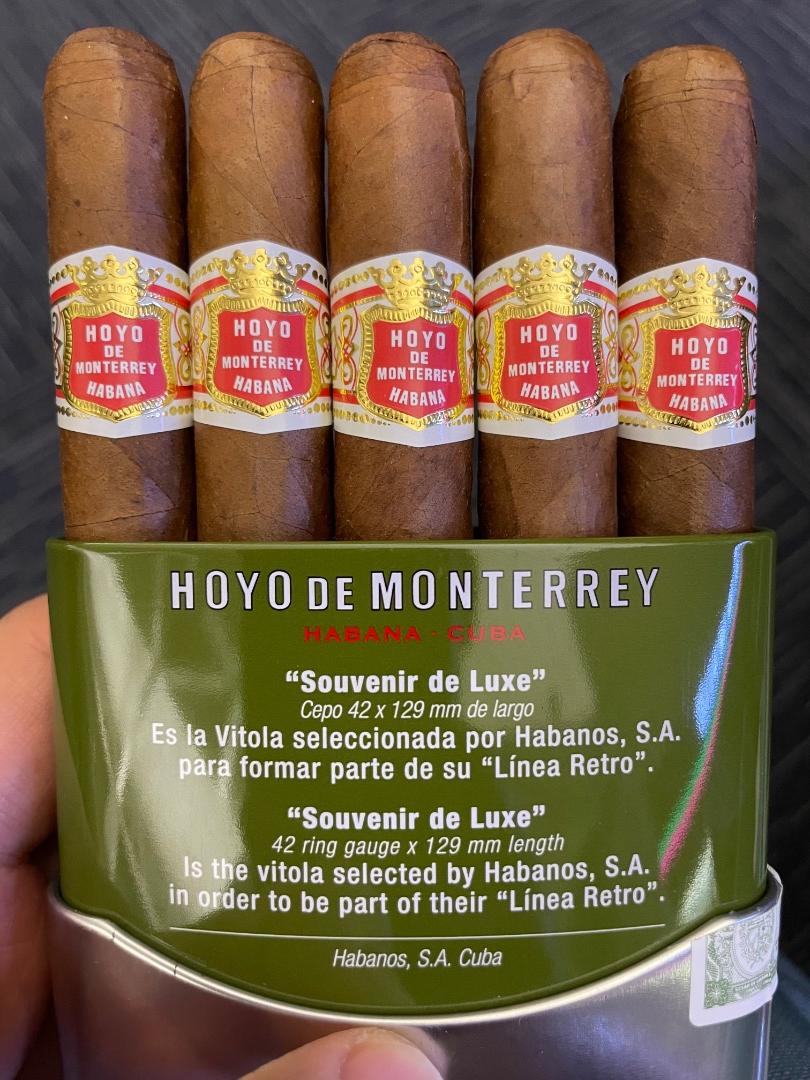 HOYO
DE
MONTERREY
HABANA
HOYO
DE
MONTERREY
HABANA
HOYO
DE
MONTERREY
HABANA
HOYO
DE
MONTERREY
HABANA
HOYO
DE
MONTERREY
HABANA
HOYO DE MONTERREY
HABANA · CUBA
“Souvenir de Luxe”
Cepo 42 x 129 mm de largo
Es la Vitola seleccionada por Habanos, S.A.
para formar parte de su “Línea Retro”.
“Souvenir de Luxe”
42 ring gauge x 129 mm length
Is the vitola selected by Habanos, S.A.
in order to be part of their “Línea Retro”.
Habanos, S.A. Cuba